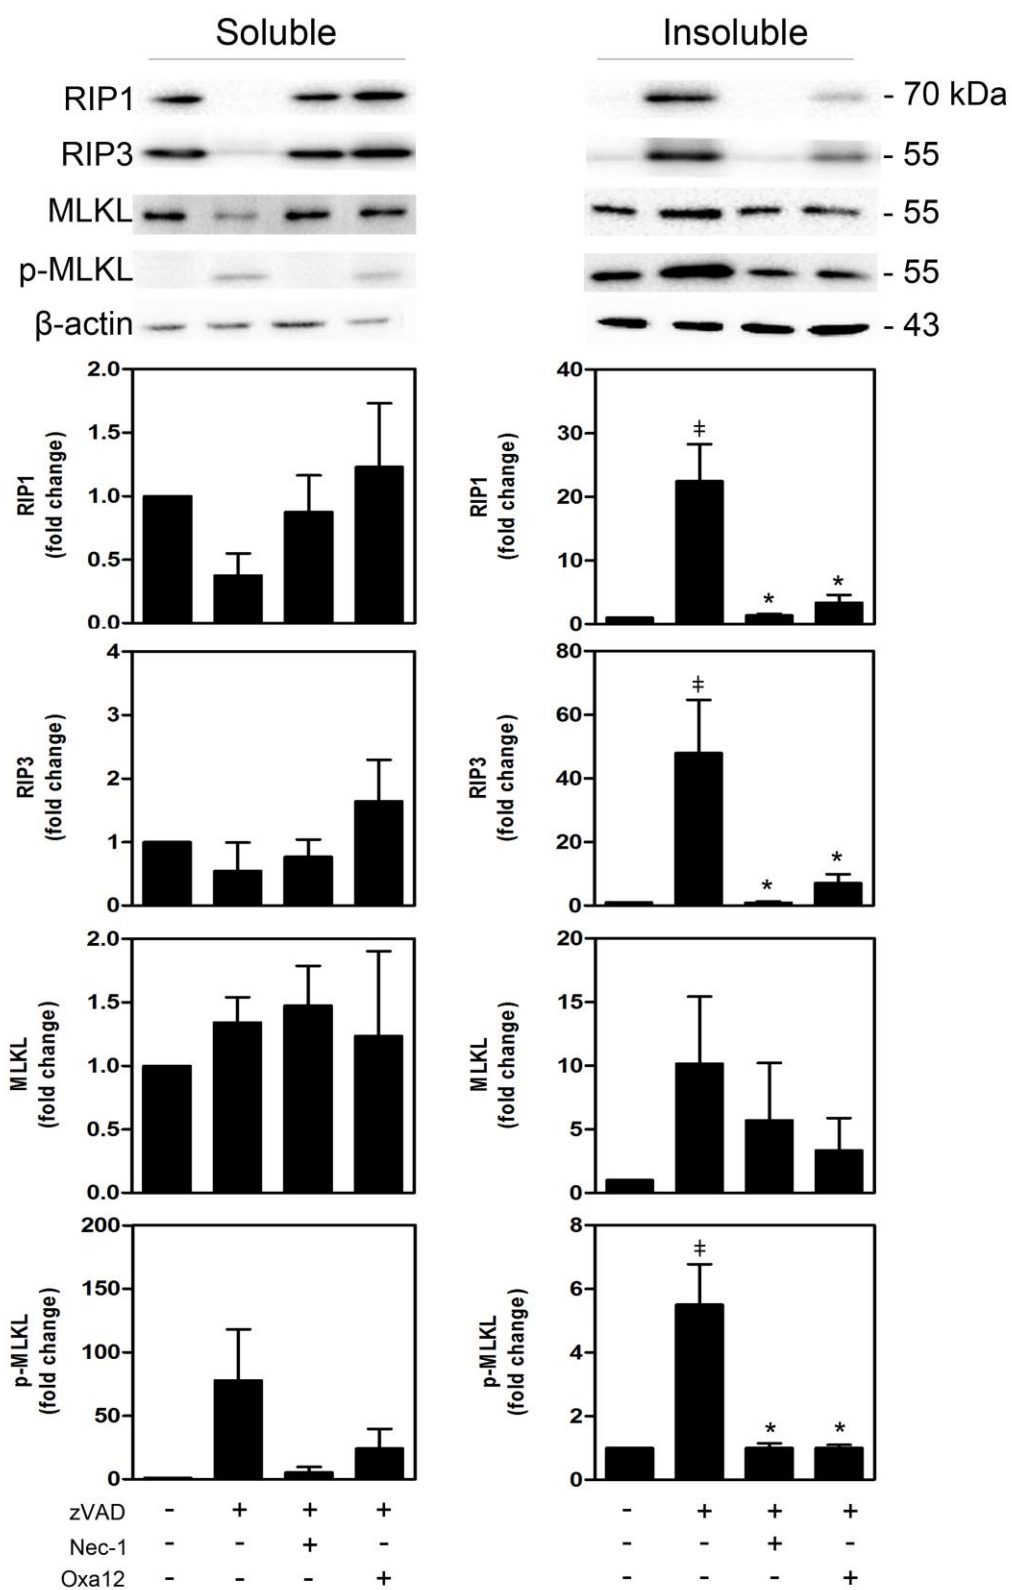 Soluble Insoluble
RIP1 - 70 kDa
RIP3 - 55
MLKL - 55
p-MLKL - 55
β-actin - 43
RIP1
(fold change)
2.0
1.5
1.0
0.5
0.0
RIP1
(fold change)
40
30
20
10
0
‡
*
*
RIP3
(fold change)
4
3
2
1
0
RIP3
(fold change)
80
60
40
20
0
‡
*
*
MLKL
(fold change)
2.0
1.5
1.0
0.5
0.0
MLKL
(fold change)
20
15
10
5
0
p-MLKL
(fold change)
200
150
100
50
0
p-MLKL
(fold change)
8
6
4
2
0
‡
*
*
zVAD - + + + - + + +
Nec-1 - - + - - - + -
Oxa12 - - - + - - - +